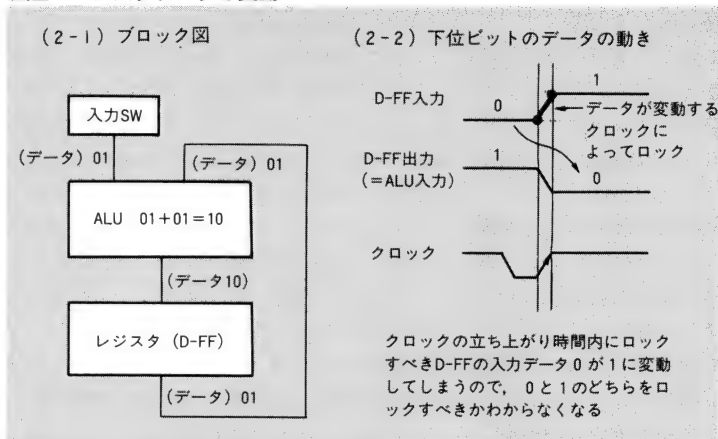 (2-1) ブロック図
入力SW
(データ) 01
(データ) 01
ALU 01+01=10
(データ10)
レジスタ (D-FF)
(データ) 01
(2-2) 下位ビットのデータの動き
D-FF入力
0
1
データが変動する
クロックに
よってロック
D-FF出力
(=ALU入力)
1
0
クロック
クロックの立ち上がり時間内にロック
すべきD-FFの入力データ0が1に変動
してしまうので, 0と1のどちらをロ
ックすべきかわからなくなる